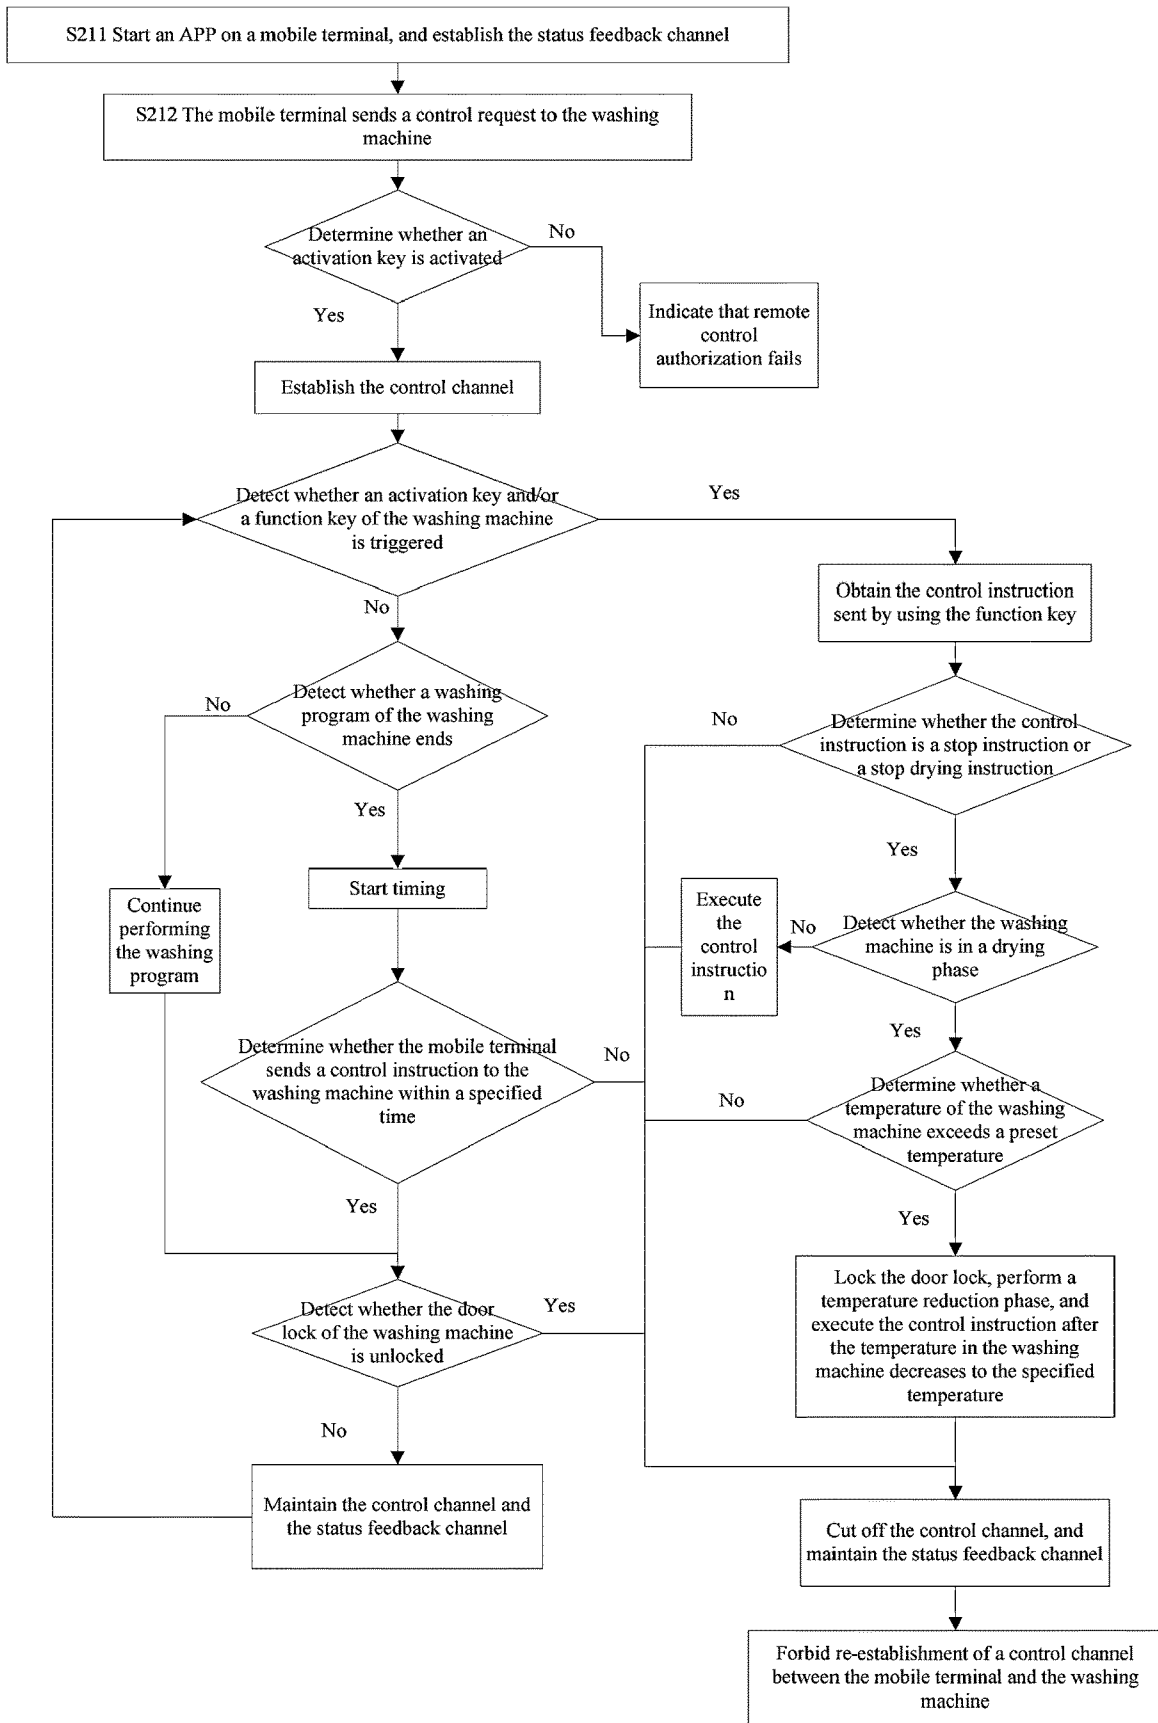 S211 Start an APP on a mobile terminal, and establish the status feedback channel
S212 The mobile terminal sends a control request to the washing
machine
Determine whether an
activation key is activated
No
Yes
Indicate that remote
control
authorization fails
Establish the control channel
Detect whether an activation key and/or
a function key of the washing machine
is triggered
Yes
No
Obtain the control instruction
sent by using the function key
Detect whether a washing
program of the washing
machine ends
No
Yes
Determine whether the control
instruction is a stop instruction or
a stop drying instruction
No
Yes
Start timing
Continue
performing
the washing
program
Execute
the
control
instructio
n
No
Detect whether the washing
machine is in a drying
phase
Yes
Determine whether the mobile terminal
sends a control instruction to the
washing machine within a specified
time
No
Yes
Determine whether a
temperature of the washing
machine exceeds a preset
temperature
No
Yes
Detect whether the door
lock of the washing machine
is unlocked
Yes
No
Lock the door lock, perform a
temperature reduction phase, and
execute the control instruction after
the temperature in the washing
machine decreases to the specified
temperature
Maintain the control channel and
the status feedback channel
Cut off the control channel, and
maintain the status feedback channel
Forbid re-establishment of a control channel
between the mobile terminal and the washing
machine